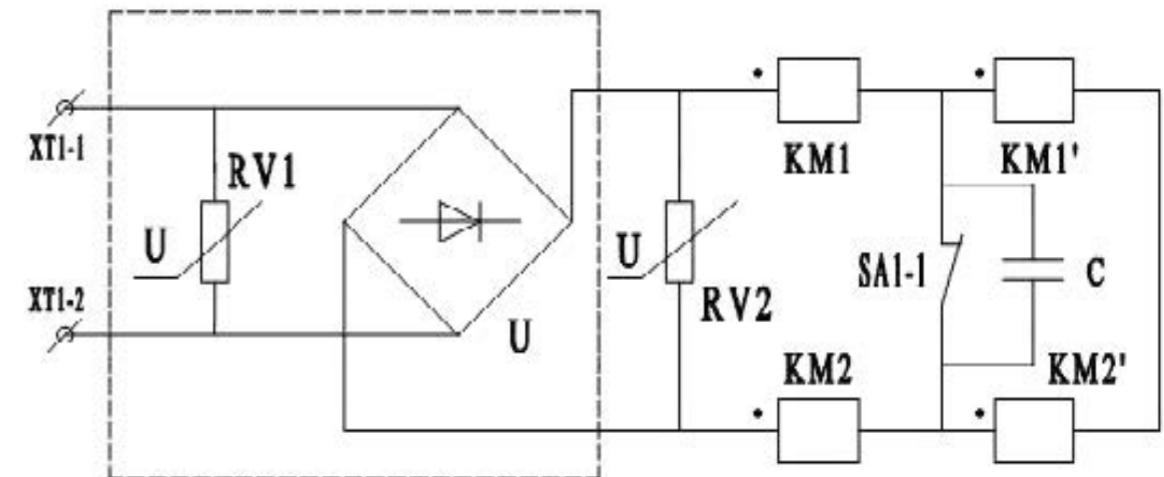 KM1
KM1'
XT1-1
RV1
U
U
SA1-1
C
XT1-2
RV2
U
KM2
KM2'